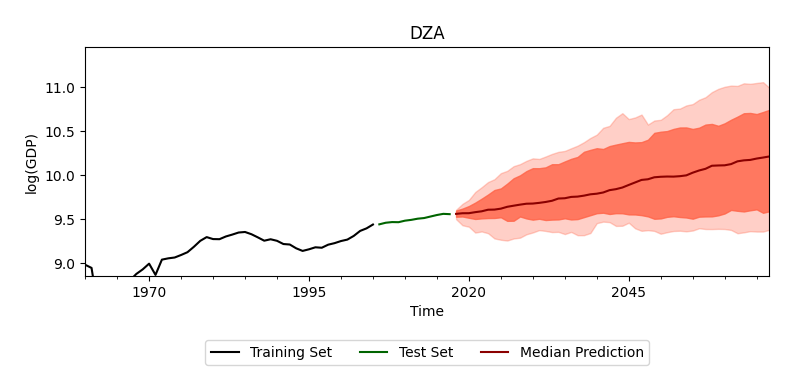 DZA
log(GDP)
11.0
10.5
10.0
9.5
9.0
1970
1995
2020
2045
Time
Training Set
Test Set
Median Prediction